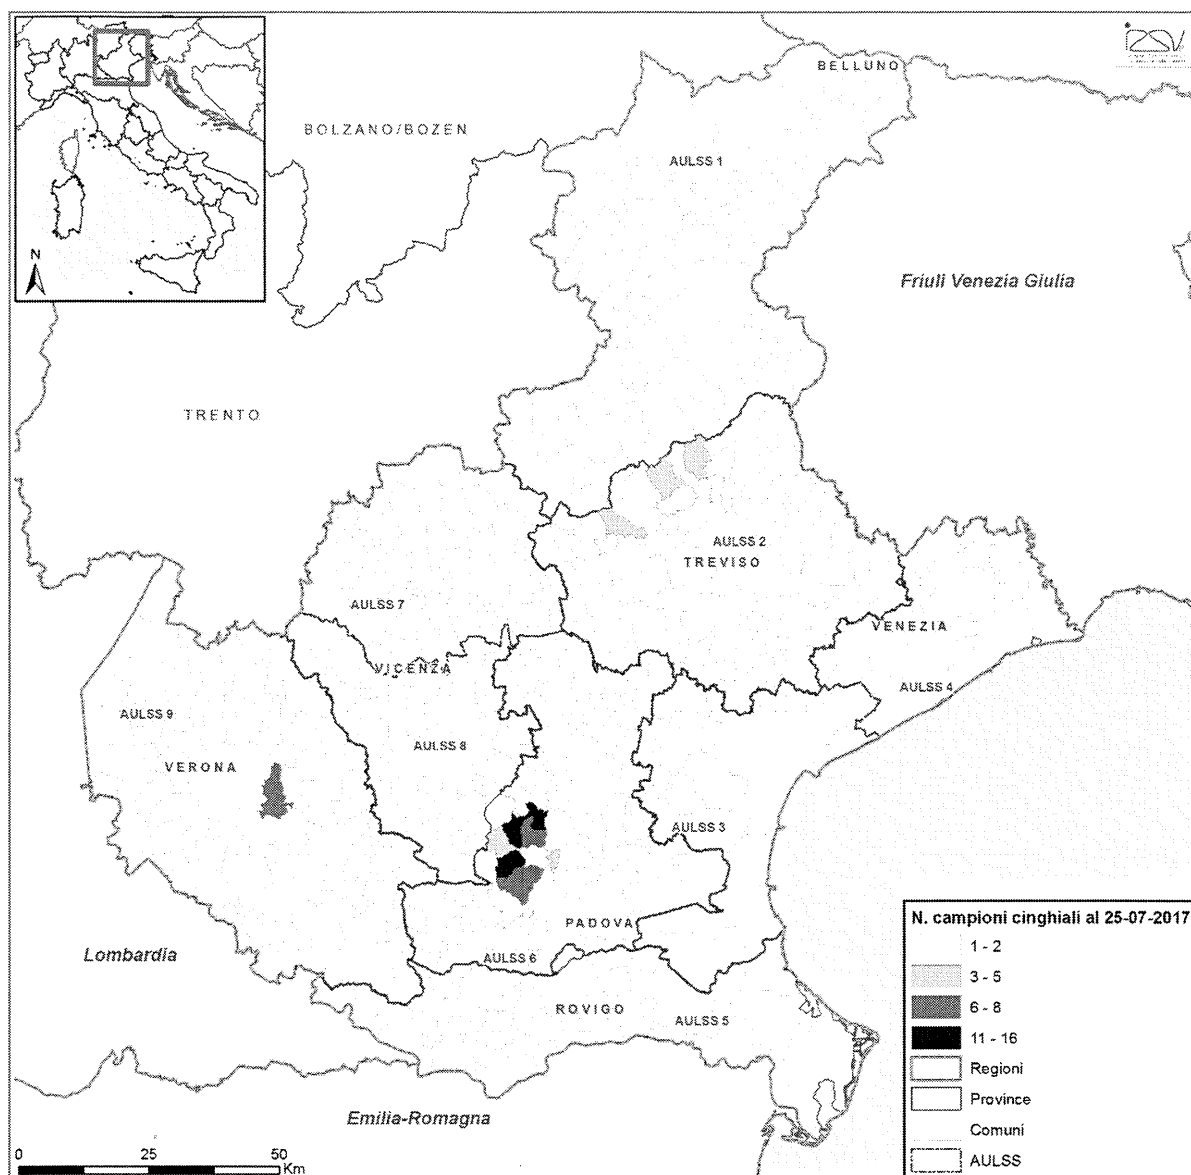 BELLUNO
BOLZANO/BOZEN
AULSS 1
N
Friuli Venezia Giulia
TRENTO
AULSS 2
TREVISO
AULSS 7
VENEZIA
VICENZA
AULSS 4
AULSS 9
AULSS 8
VERONA
AULSS 3
PADOVA
Lombardia
AULSS 6
ROVIGO
AULSS 5
Emilia-Romagna
N. campioni cinghiali al 25-07-2017
1 - 2
3 - 5
6 - 8
11 - 16
Regioni
Province
Comuni
AULSS
0 25 50
Km